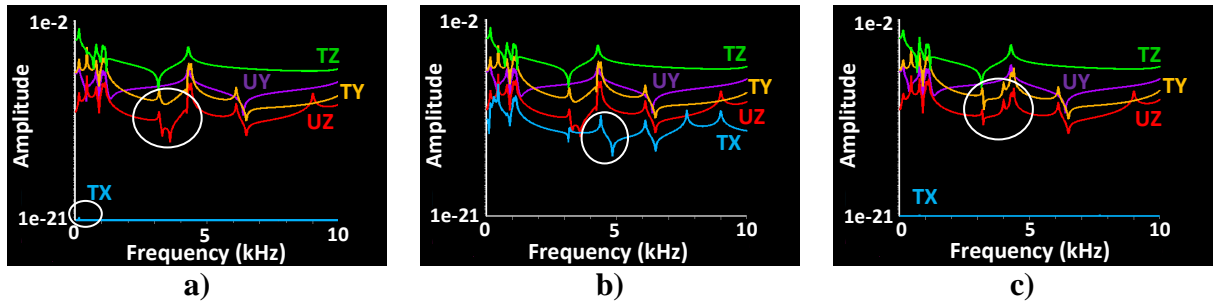 1e-2
TZ
UY
TY
UZ
TX
Amplitude
1e-21
0
5
10
Frequency (kHz)
a)
1e-2
TZ
UY
TY
UZ
TX
Amplitude
1e-21
0
5
10
Frequency (kHz)
b)
1e-2
TZ
UY
TY
UZ
TX
Amplitude
1e-21
0
5
10
Frequency (kHz)
c)